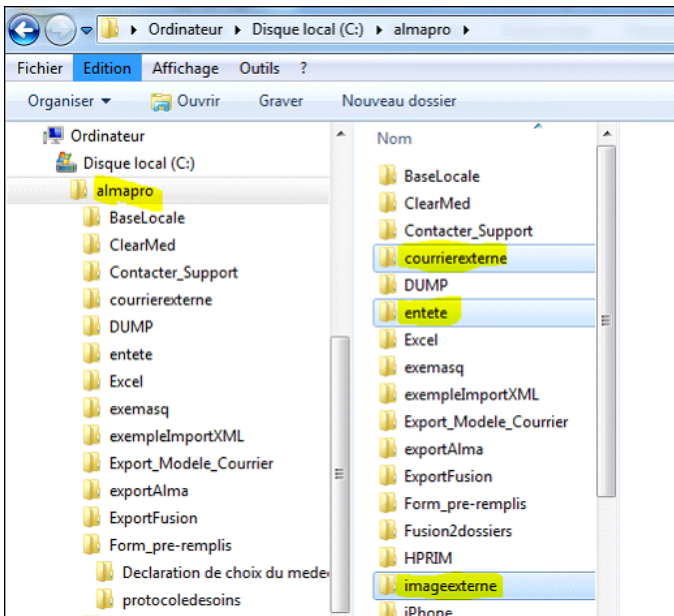 Ordinateur Disque local (C:) almapro
Fichier Edition Affichage Outils ?
Organiser Ouvrir Graver Nouveau dossier
Ordinateur
Disque local (C:)
almapro
BaseLocale
ClearMed
Contacter_Support
courrierexterne
DUMP
entete
Excel
exemasq
exempleImportXML
Export_Modele_Courrier
exportAlma
ExportFusion
Form_pre-remplis
Declaration de choix du mede
protocoledesoins
Nom
BaseLocale
ClearMed
Contacter_Support
courrierexterne
DUMP
entete
Excel
exemasq
exempleImportXML
Export_Modele_Courrier
exportAlma
ExportFusion
Form_pre-remplis
Fusion2dossiers
HPRIM
imageexterne
iPhone